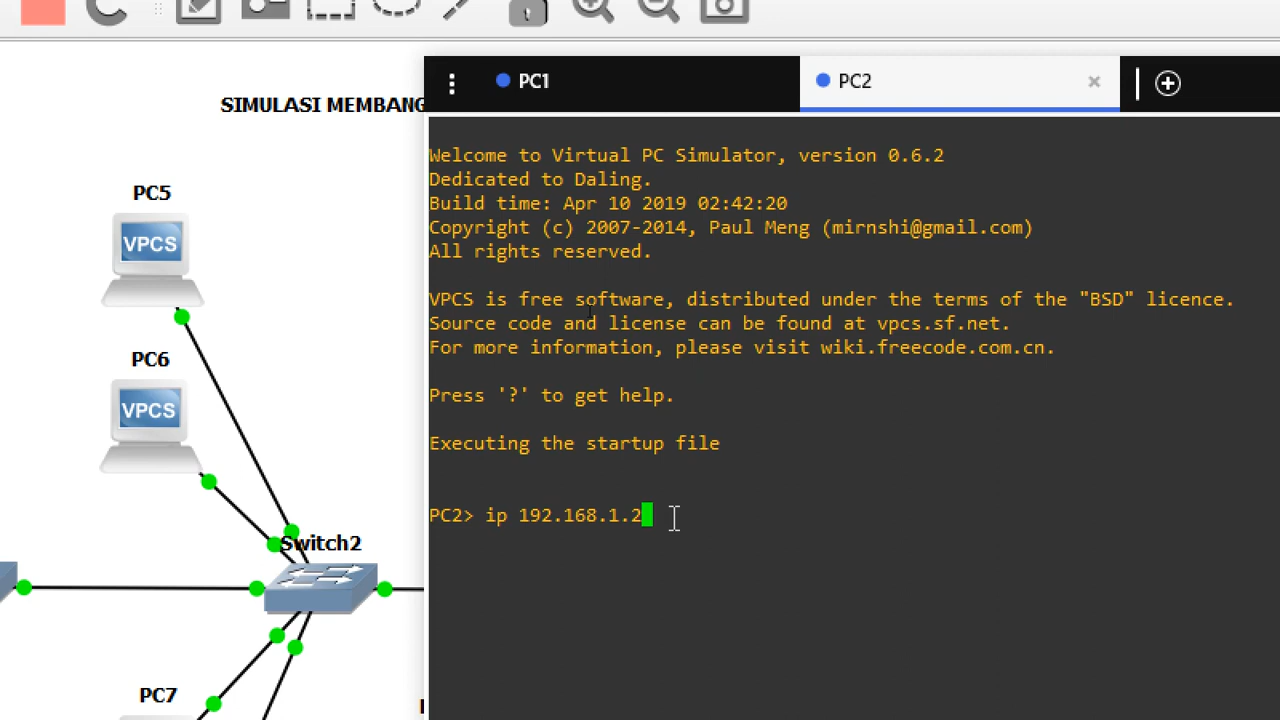 PC1
PC2
SIMULASI MEMBANG
PC5
VPCS
PC6
VPCS
Switch2
PC7
Welcome to Virtual PC Simulator, version 0.6.2
Dedicated to Daling.
Build time: Apr 10 2019 02:42:20
Copyright (c) 2007-2014, Paul Meng (mirnshi@gmail.com)
All rights reserved.
VPCS is free software, distributed under the terms of the "BSD" licence.
Source code and license can be found at vpcs.sf.net.
For more information, please visit wiki.freecode.com.cn.
Press '?' to get help.
Executing the startup file
PC2> ip 192.168.1.2